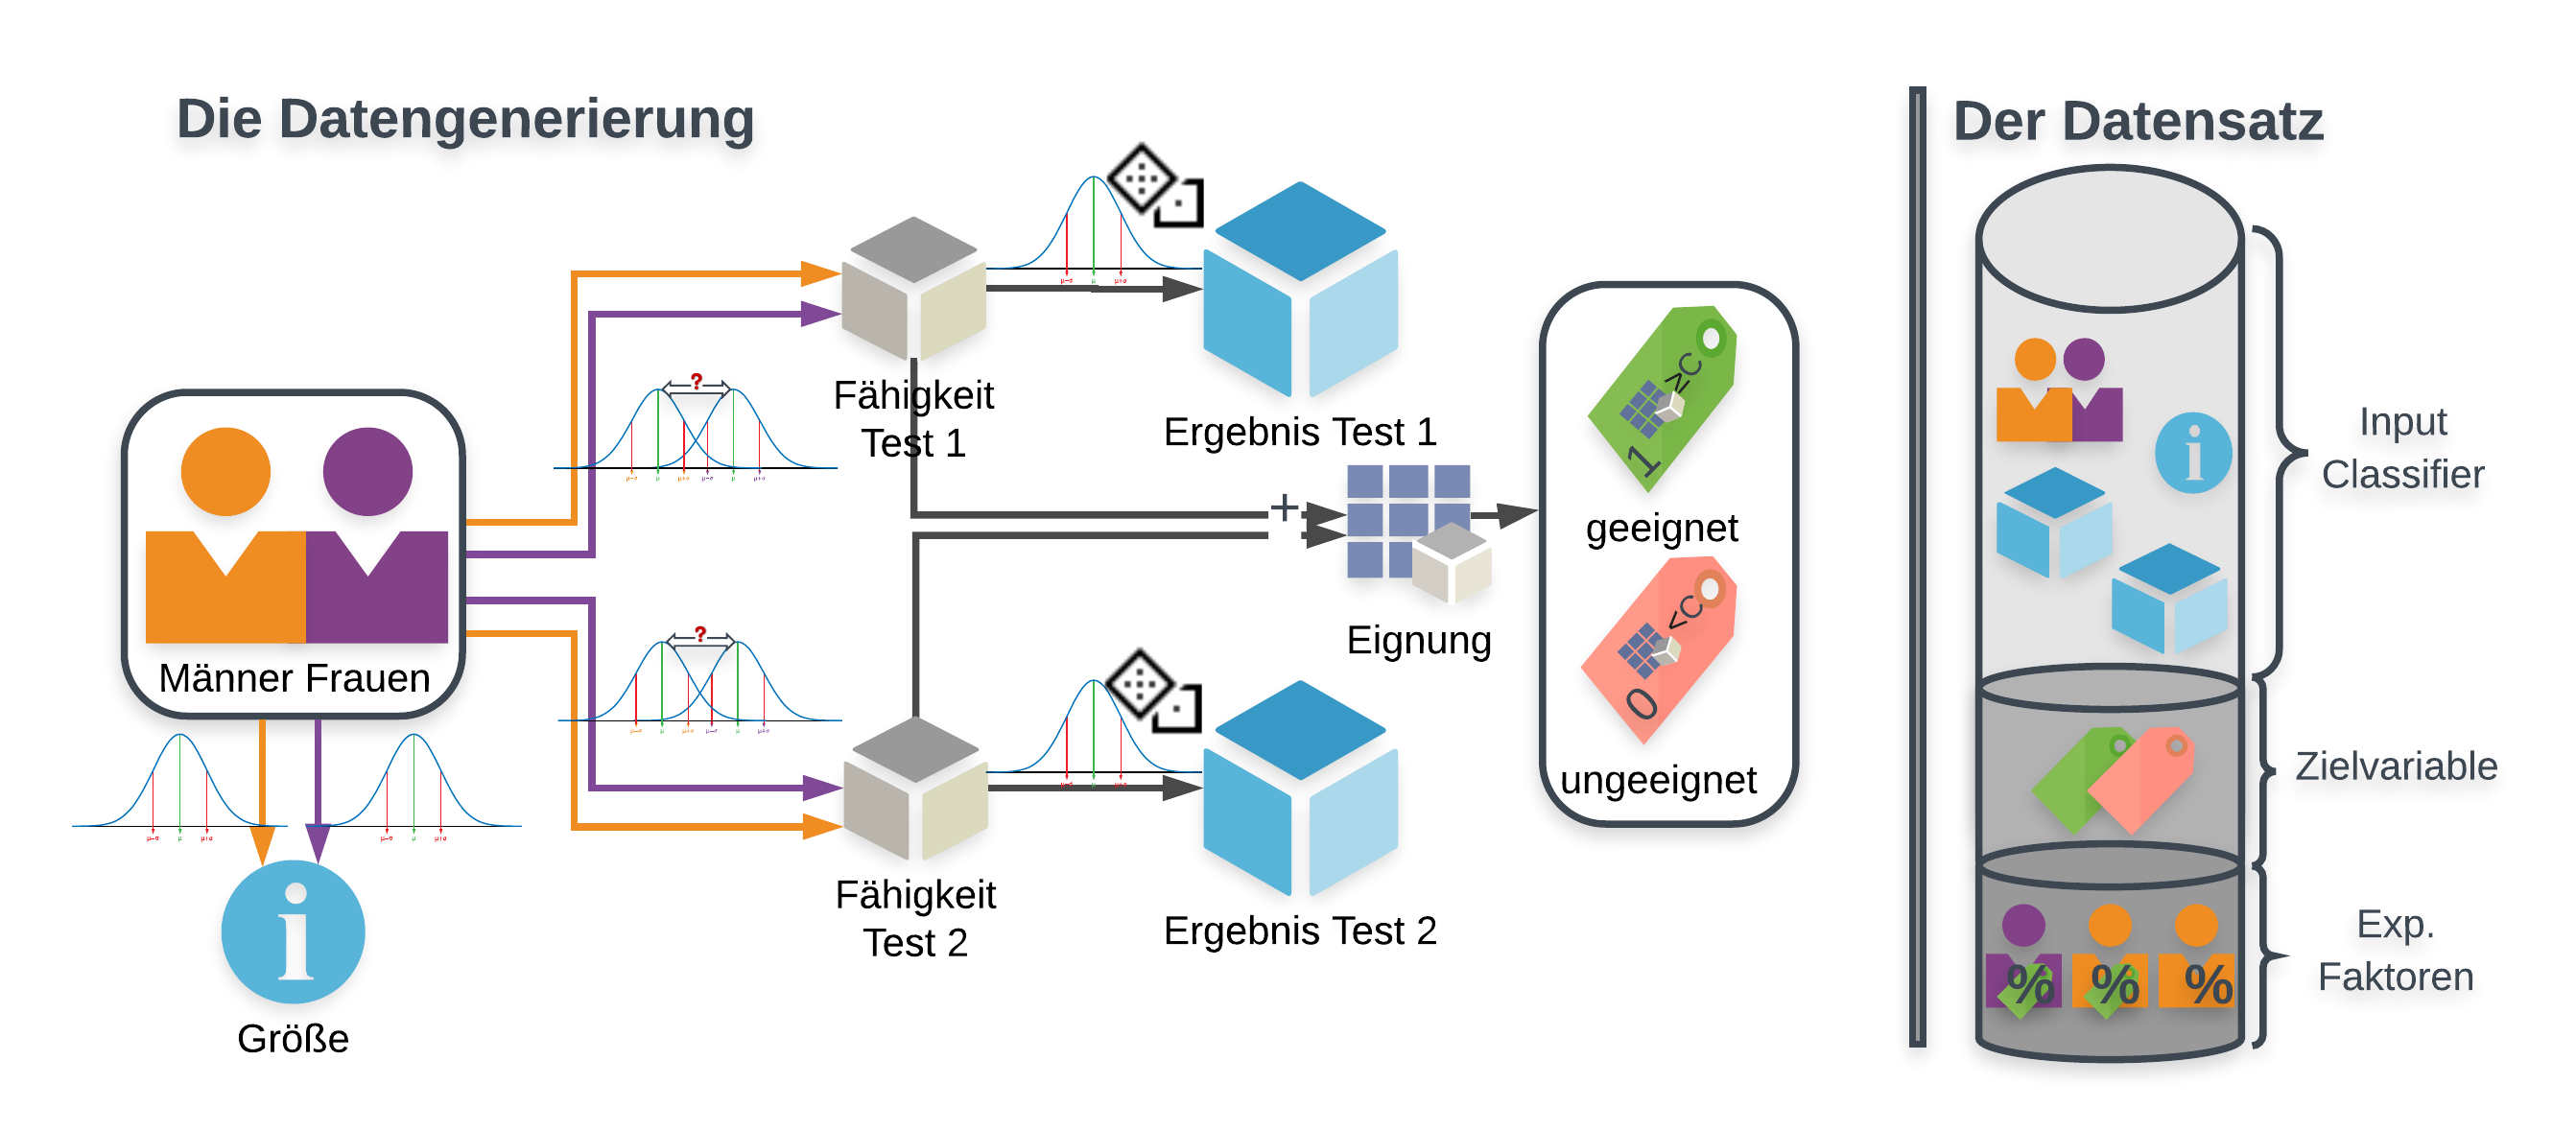 Die Datengenerierung
Der Datensatz
Männer Frauen
Größe
?
?
Fähigkeit
Test 1
Fähigkeit
Test 2
Ergebnis Test 1
Ergebnis Test 2
+
Eignung
≥C
1
geeignet
<C
0
ungeeignet
Input
Classifier
Zielvariable
Exp.
Faktoren
% % %